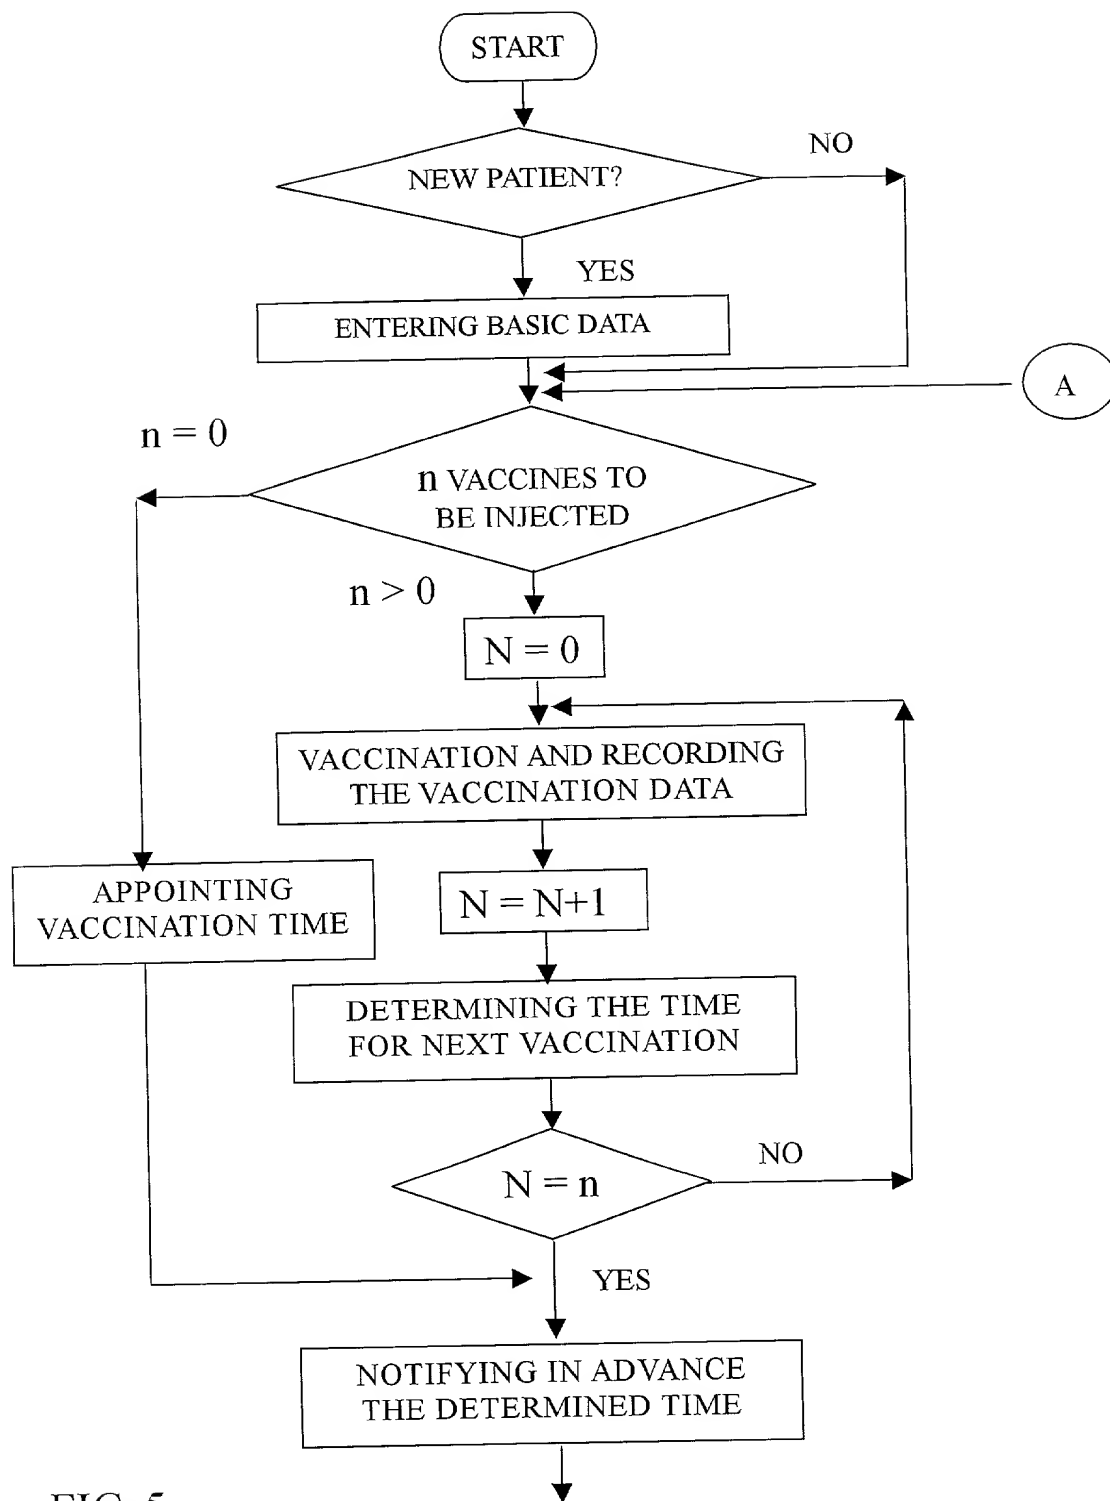 START
NEW PATIENT?
NO
YES
ENTERING BASIC DATA
A
n = 0
n VACCINES TO
BE INJECTED
n > 0
N = 0
VACCINATION AND RECORDING
THE VACCINATION DATA
APPOINTING
VACCINATION TIME
N = N+1
DETERMINING THE TIME
FOR NEXT VACCINATION
N = n
NO
YES
NOTIFYING IN ADVANCE
THE DETERMINED TIME
FIG. 5